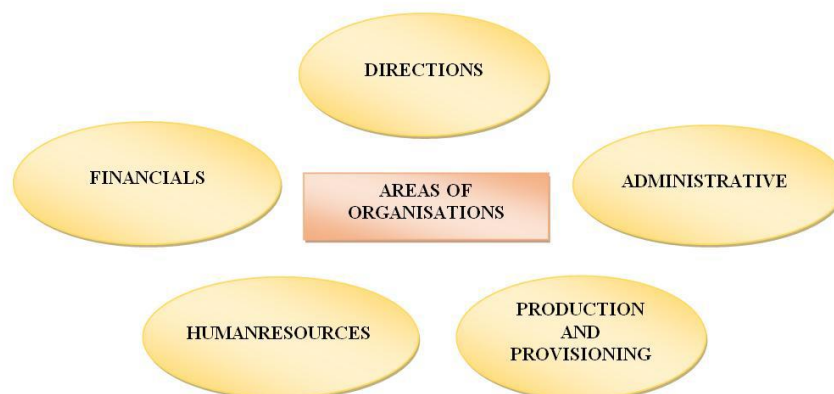 DIRECTIONS
FINANCIALS
AREAS OF
ORGANISATIONS
ADMINISTRATIVE
HUMANRESOURCES
PRODUCTION
AND
PROVISIONING